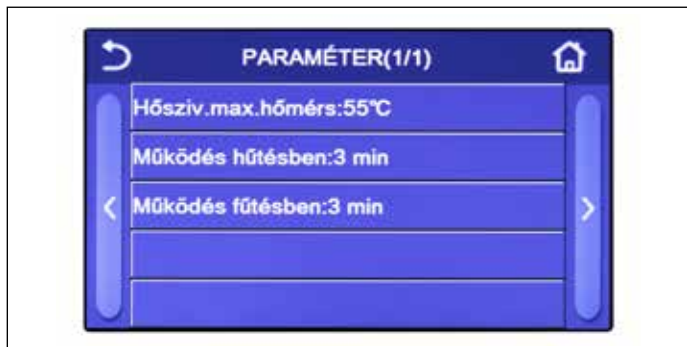 PARAMÉTER(1/1)
Hősziv.max.hőmérs:55℃
Működés hűtésben:3 min
Működés fűtésben:3 min